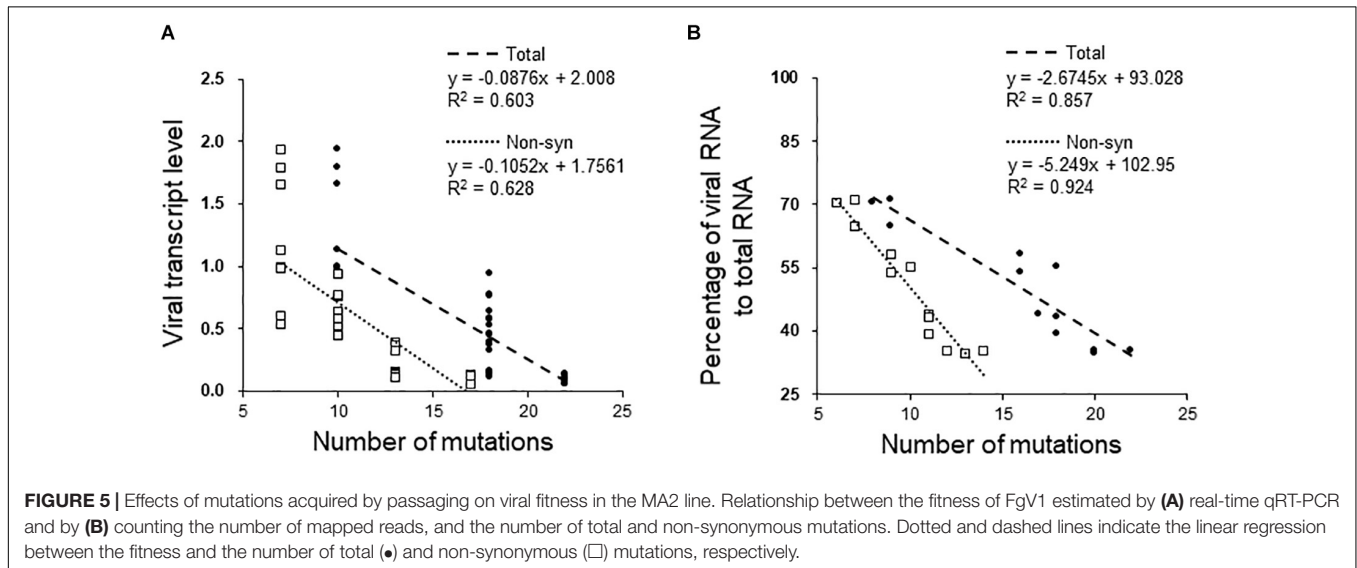 A
Total
y = -0.0876x + 2.008
R² = 0.603
Non-syn
y = -0.1052x + 1.7561
R² = 0.628
Viral transcript level
2.5
2.0
1.5
1.0
0.5
0.0
5 10 15 20 25
Number of mutations
B
Total
y = -2.6745x + 93.028
R² = 0.857
Non-syn
y = -5.249x + 102.95
R² = 0.924
Percentage of viral RNA
to total RNA
100
85
70
55
40
25
5 10 15 20 25
Number of mutations
FIGURE 5 | Effects of mutations acquired by passaging on viral fitness in the MA2 line. Relationship between the fitness of FgV1 estimated by (A) real-time qRT-PCR
and by (B) counting the number of mapped reads, and the number of total and non-synonymous mutations. Dotted and dashed lines indicate the linear regression
between the fitness and the number of total (●) and non-synonymous (□) mutations, respectively.